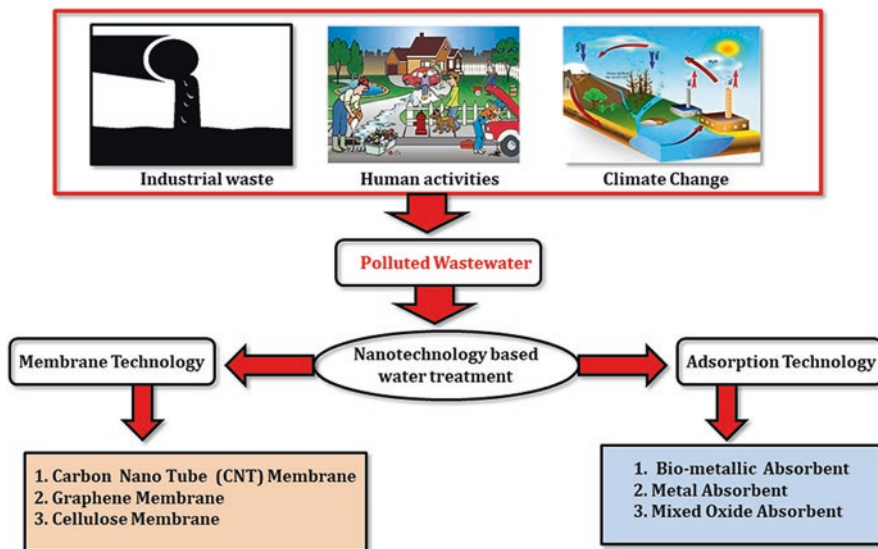 Industrial waste
Human activities
Climate Change
Polluted Wastewater
Nanotechnology based
water treatment
Membrane Technology
Adsorption Technology
1. Carbon Nano Tube (CNT) Membrane
2. Graphene Membrane
3. Cellulose Membrane
1. Bio-metallic Absorbent
2. Metal Absorbent
3. Mixed Oxide Absorbent